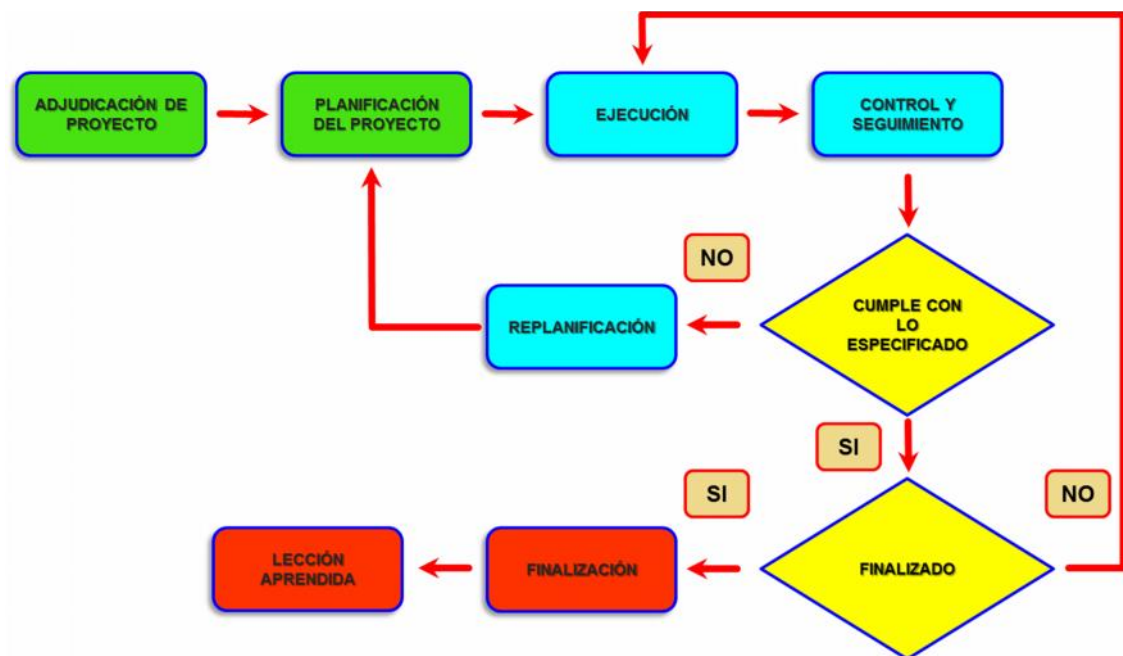 ADJUDICACIÓN DE
PROYECTO
PLANIFICACIÓN
DEL PROYECTO
EJECUCIÓN
CONTROL Y
SEGUIMIENTO
NO
REPLANIFICACIÓN
CUMPLE CON
LO
ESPECIFICADO
SI
SI
NO
LECCIÓN
APRENDIDA
FINALIZACIÓN
FINALIZADO